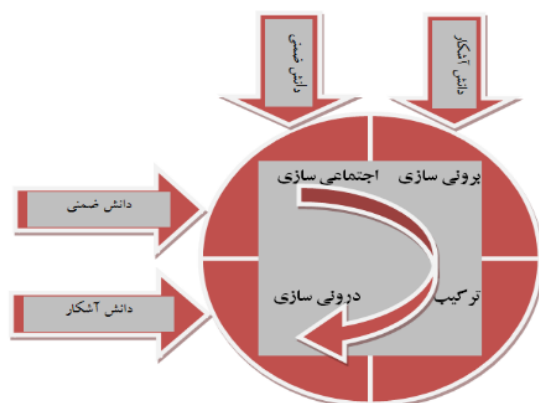 دانش آشکار
دانش ضمنی
برونی سازی
اجتماعی سازی
دانش ضمنی
ترکیب
درونی سازی
دانش آشکار